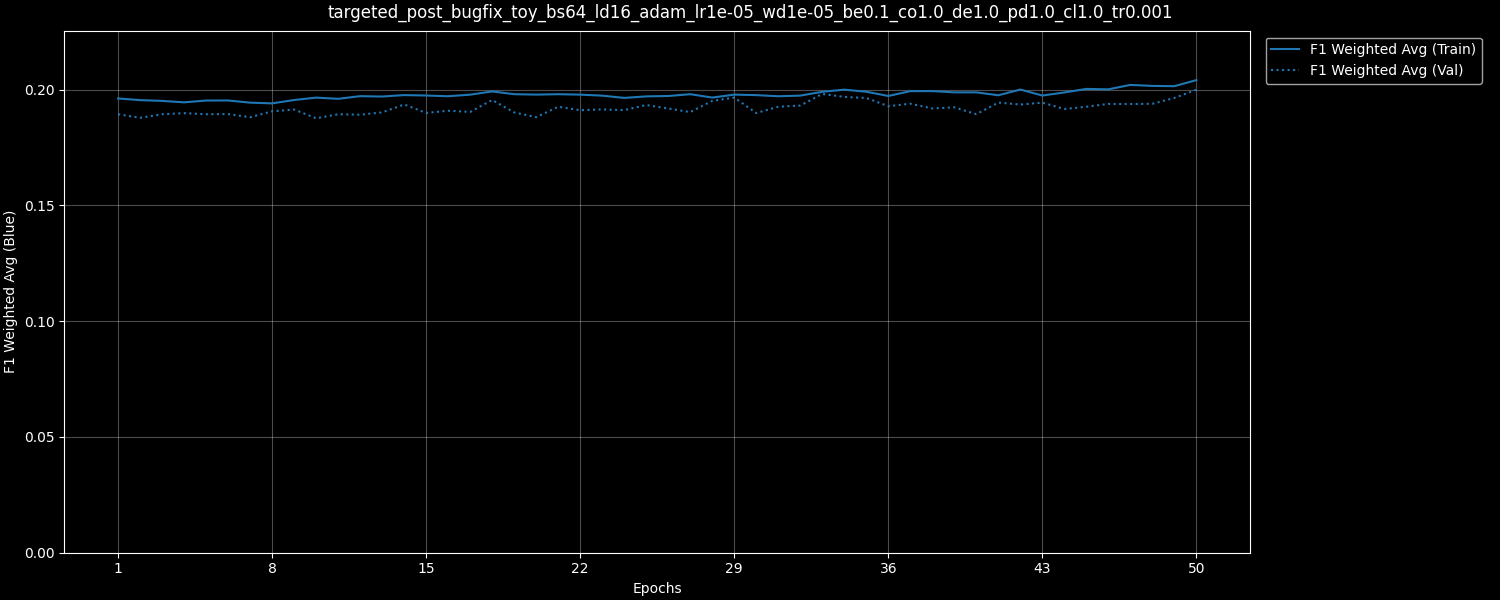 targeted_post_bugfix_toy_bs64_ld16_adam_lr1e-05_wd1e-05_be0.1_co1.0_de1.0_pd1.0_cl1.0_tr0.001
F1 Weighted Avg (Train)
F1 Weighted Avg (Val)
F1 Weighted Avg (Blue)
0.20
0.15
0.10
0.05
0.00
1 8 15 22 29 36 43 50
Epochs